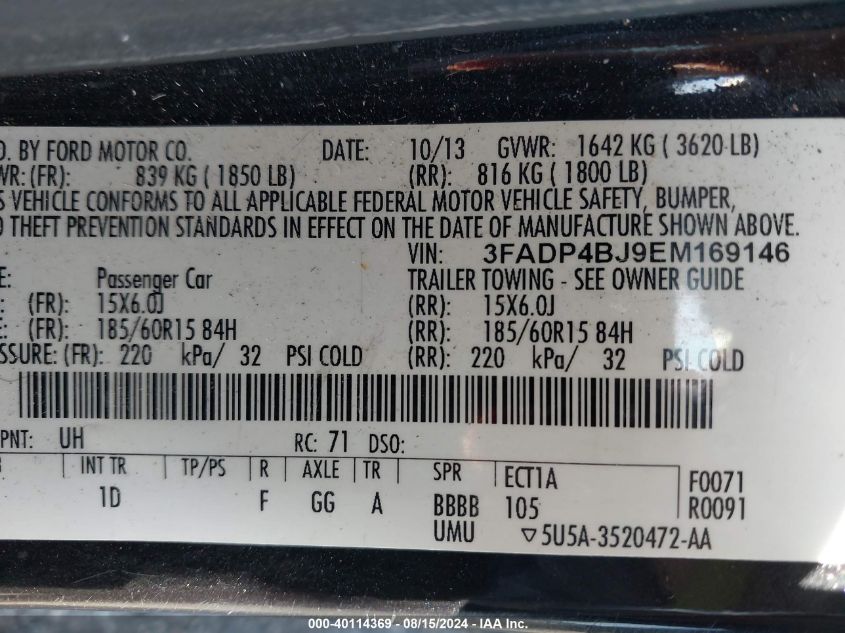 D. BY FORD MOTOR CO. DATE: 10/13 GVWR: 1642 KG ( 3620 LB)
WR: (FR): 839 KG ( 1850 LB) (RR): 816 KG ( 1800 LB)
S VEHICLE CONFORMS TO ALL APPLICABLE FEDERAL MOTOR VEHICLE SAFETY, BUMPER,
D THEFT PREVENTION STANDARDS IN EFFECT ON THE DATE OF MANUFACTURE SHOWN ABOVE.
VIN: 3FADP4BJ9EM169146
E: Passenger Car TRAILER TOWING - SEE OWNER GUIDE
E: (FR): 15X6.0J (RR): 15X6.0J
E: (FR): 185/60R15 84H (RR): 185/60R15 84H
SSURE: (FR): 220 kPa/ 32 PSI COLD (RR): 220 kPa/ 32 PSI COLD
PNT: UH RC: 71 DSO:
INT TR TP/PS R AXLE TR SPR ECT1A F0071
1D F GG A BBBB 105 R0091
UMU ▽5U5A-3520472-AA
000-40114369 - 08/15/2024 - IAA Inc.